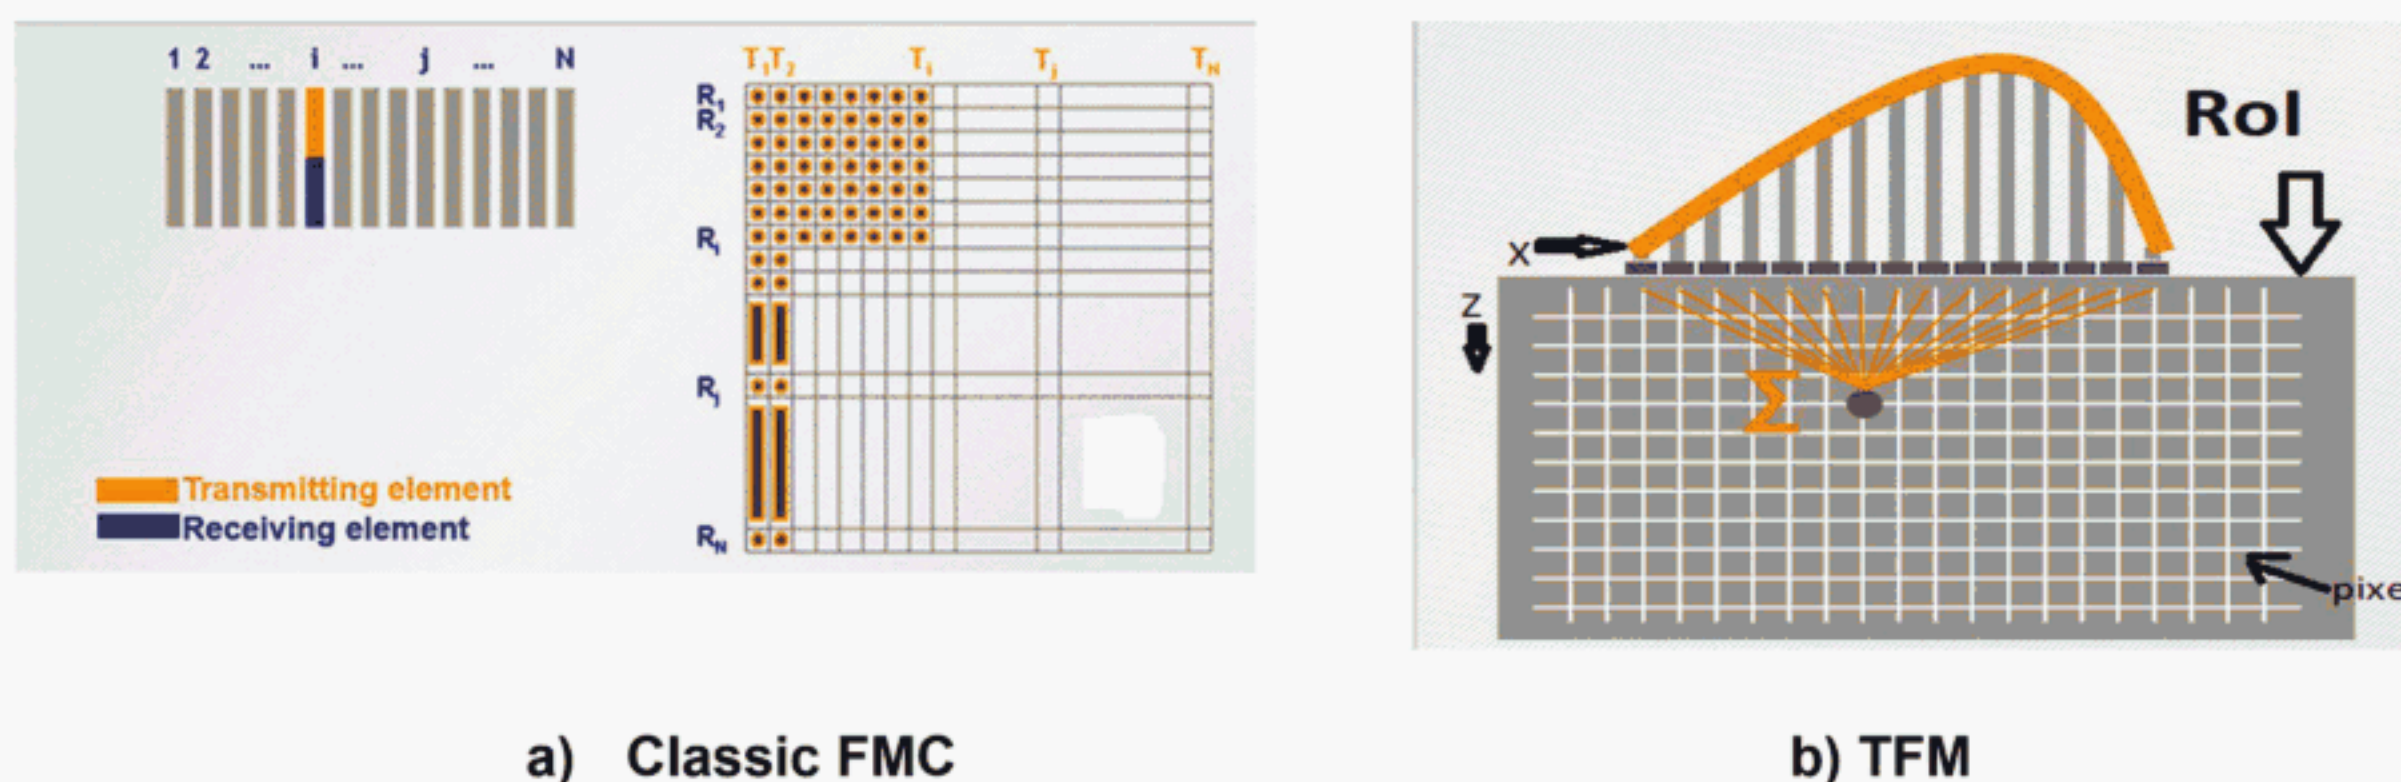 1 2 ... i ... j ... N
T1 T2 Ti Tj TN
R1
R2
Ri
Rj
RN
Transmitting element
Receiving element
a) Classic FMC
RoI
X
Z
Σ
pixe
b) TFM